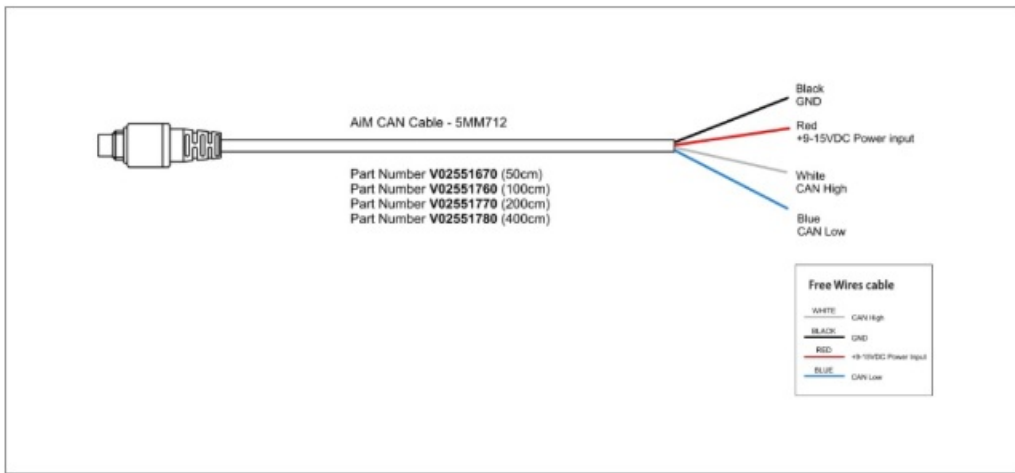 AiM CAN Cable - 5MM712
Part Number V02551670 (50cm)
Part Number V02551760 (100cm)
Part Number V02551770 (200cm)
Part Number V02551780 (400cm)
Black
GND
Red
+9-15VDC Power input
White
CAN High
Blue
CAN Low
Free Wires cable
WHITE
CAN High
BLACK
GND
RED
+9-15VDC Power Input
BLUE
CAN Low